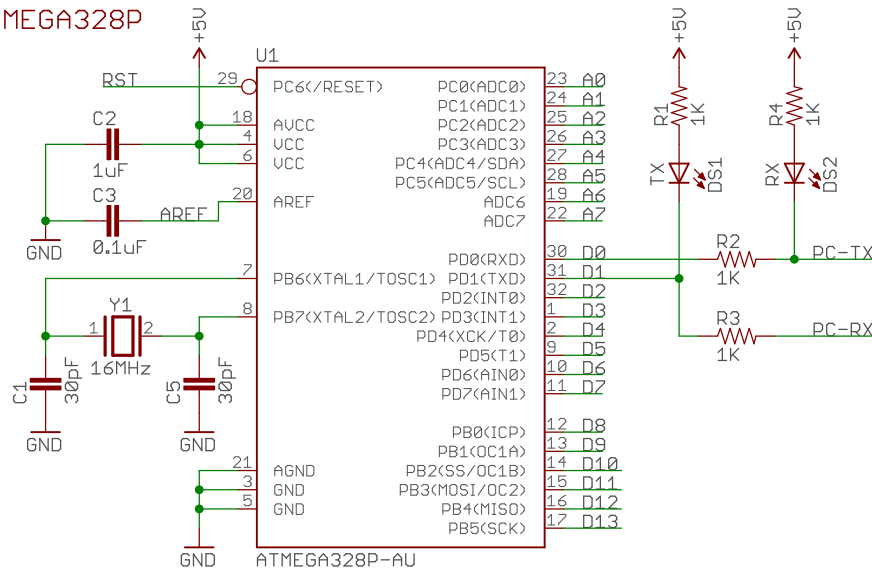 MEGA328P
+5V
+5V
+5V
U1
RST
29
PC6(/RESET)
PC0(ADC0)
23
A0
PC1(ADC1)
24
A1
18
AVCC
PC2(ADC2)
25
A2
C2
1uF
4
VCC
PC3(ADC3)
26
A3
6
VCC
PC4(ADC4/SDA)
27
A4
PC5(ADC5/SCL)
28
A5
C3
0.1uF
AREF
20
AREF
ADC6
19
A6
ADC7
22
A7
GND
R1
1K
R4
1K
TX
DS1
RX
DS2
PD0(RXD)
30
D0
R2
1K
PC-TX
7
PB6(XTAL1/TOSC1)
PD1(TXD)
31
D1
PD2(INT0)
32
D2
Y1
1
2
16MHz
8
PB7(XTAL2/TOSC2)
PD3(INT1)
1
D3
R3
1K
PC-RX
PD4(XCK/T0)
2
D4
PD5(T1)
9
D5
PD6(AIN0)
10
D6
PD7(AIN1)
11
D7
C1
30pF
C5
30pF
GND
GND
PB0(ICP)
12
D8
PB1(OC1A)
13
D9
21
AGND
PB2(SS/OC1B)
14
D10
3
GND
PB3(MOSI/OC2)
15
D11
5
GND
PB4(MISO)
16
D12
PB5(SCK)
17
D13
GND
ATMEGA328P-AU